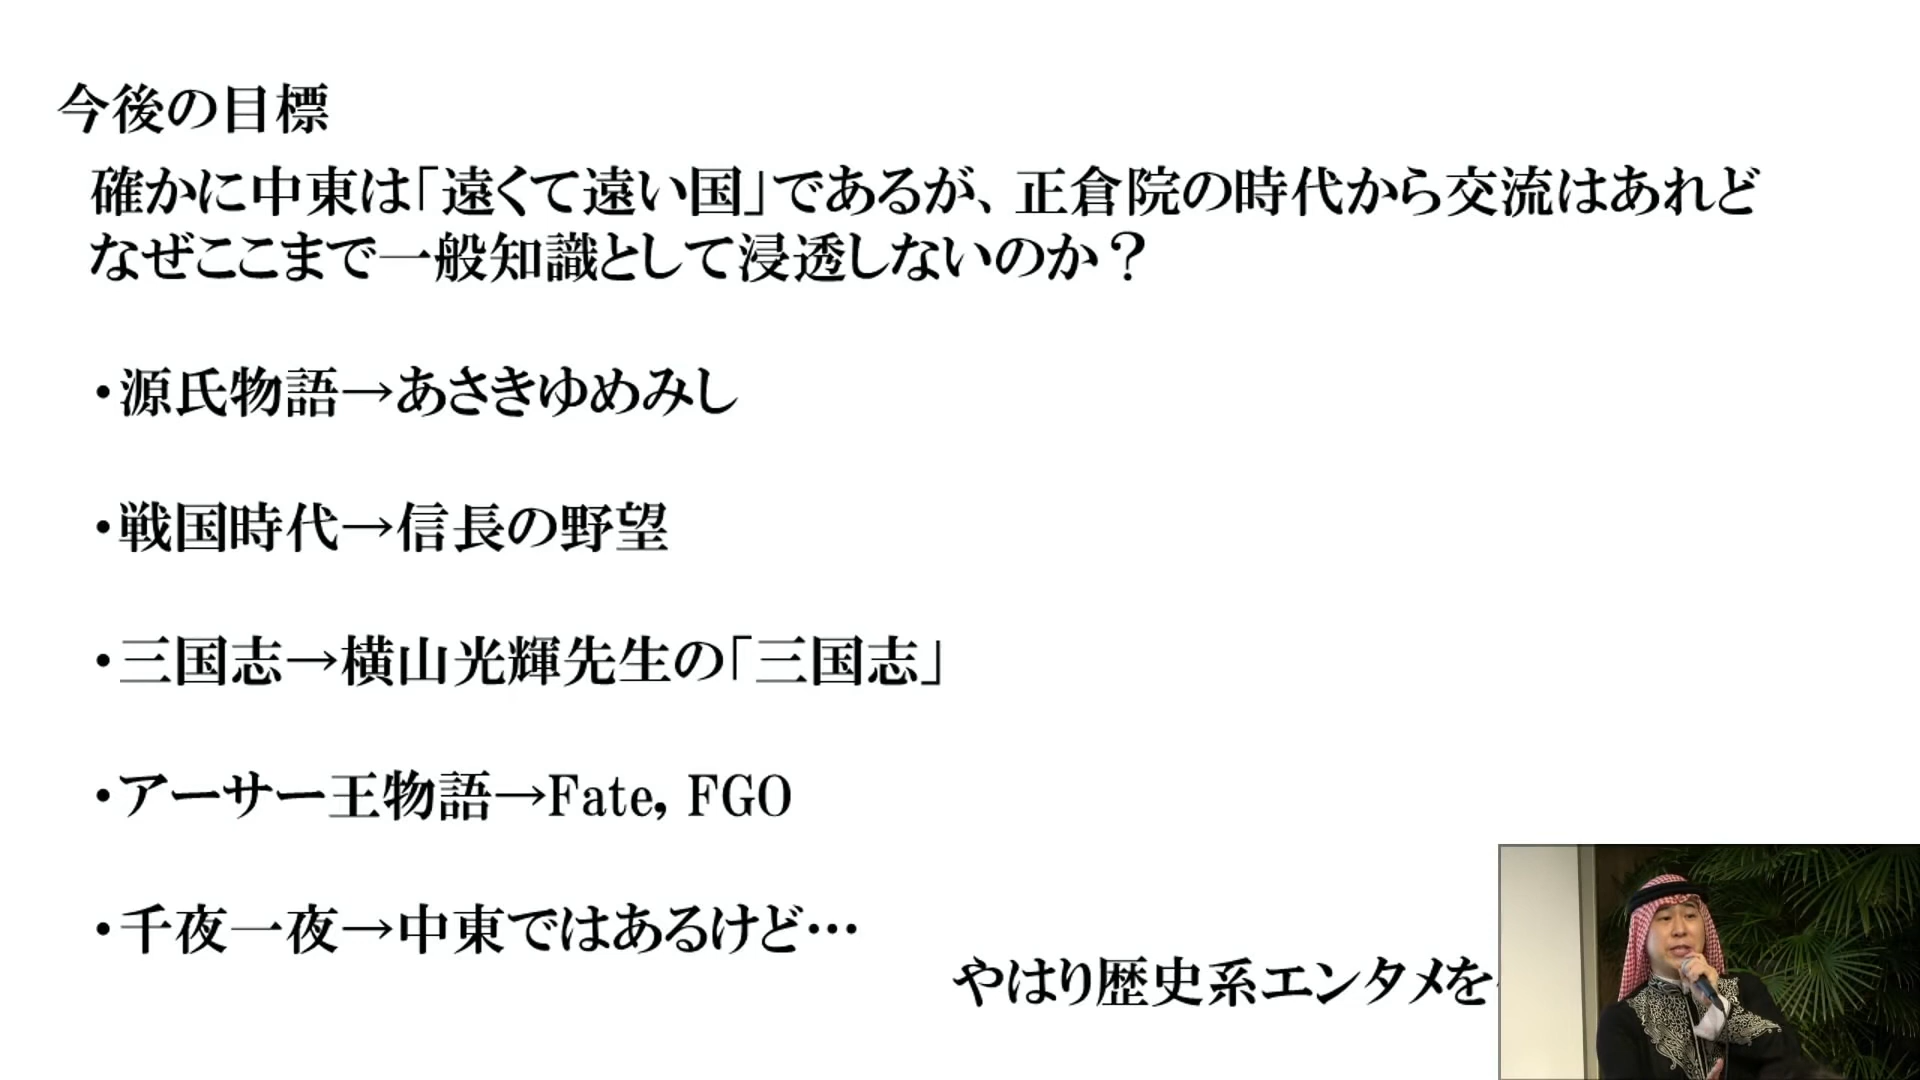 今後の目標
確かに中東は「遠くて遠い国」であるが、正倉院の時代から交流はあれど
なぜここまで一般知識として浸透しないのか？
・源氏物語→あさきゆめみし
・戦国時代→信長の野望
・三国志→横山光輝先生の「三国志」
・アーサー王物語→Fate, FGO
・千夜一夜→中東ではあるけど…
やはり歴史系エンタメを